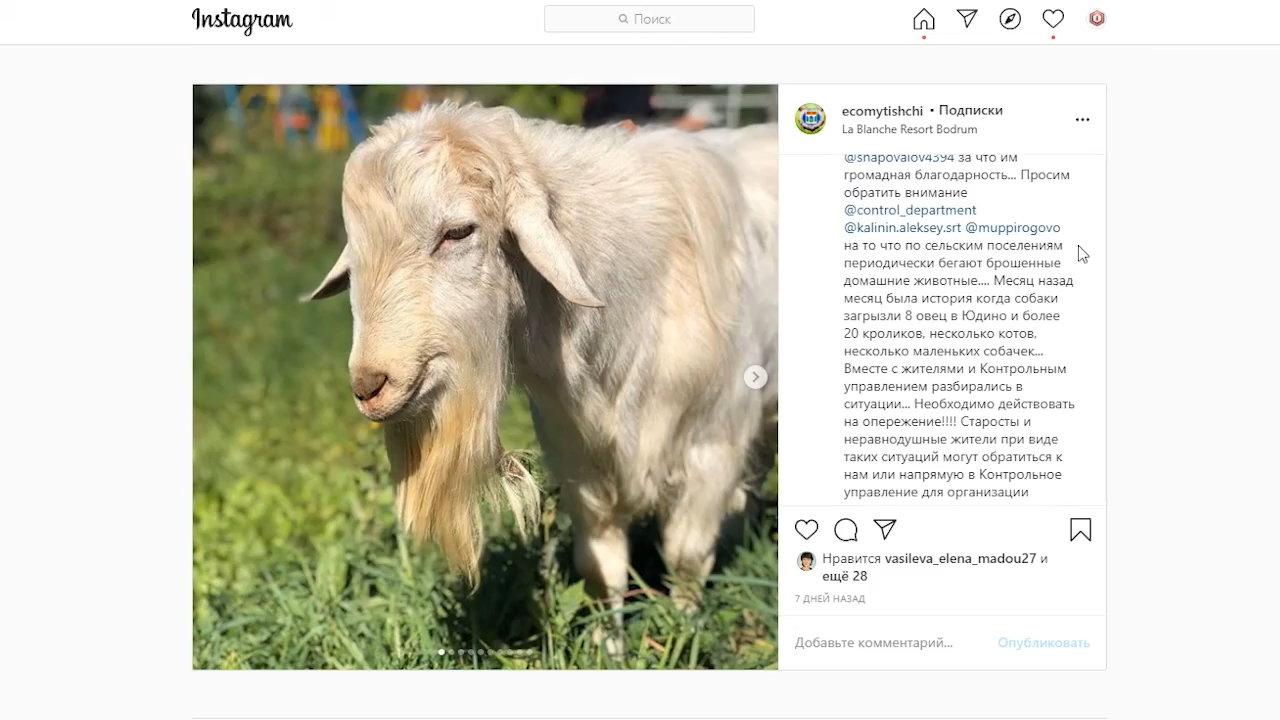 Instagram
Поиск
ecomytishchi • Подписки
La Blanche Resort Bodrum
@shapovalov4394 за что им
громадная благодарность... Просим
обратить внимание
@control_department
@kalinin.aleksey.srt @muppirogovo
на то что по сельским поселениям
периодически бегают брошенные
домашние животные.... Месяц назад
месяц была история когда собаки
загрызли 8 овец в Юдино и более
20 кроликов, несколько котов,
несколько маленьких собачек...
Вместе с жителями и Контрольным
управлением разбирались в
ситуации... Необходимо действовать
на опережение!!!! Старосты и
неравнодушные жители при виде
таких ситуаций могут обратиться к
нам или напрямую в Контрольное
управление для организации
Нравится vasileva_elena_madou27 и
ещё 28
7 ДНЕЙ НАЗАД
Добавьте комментарий... Опубликовать